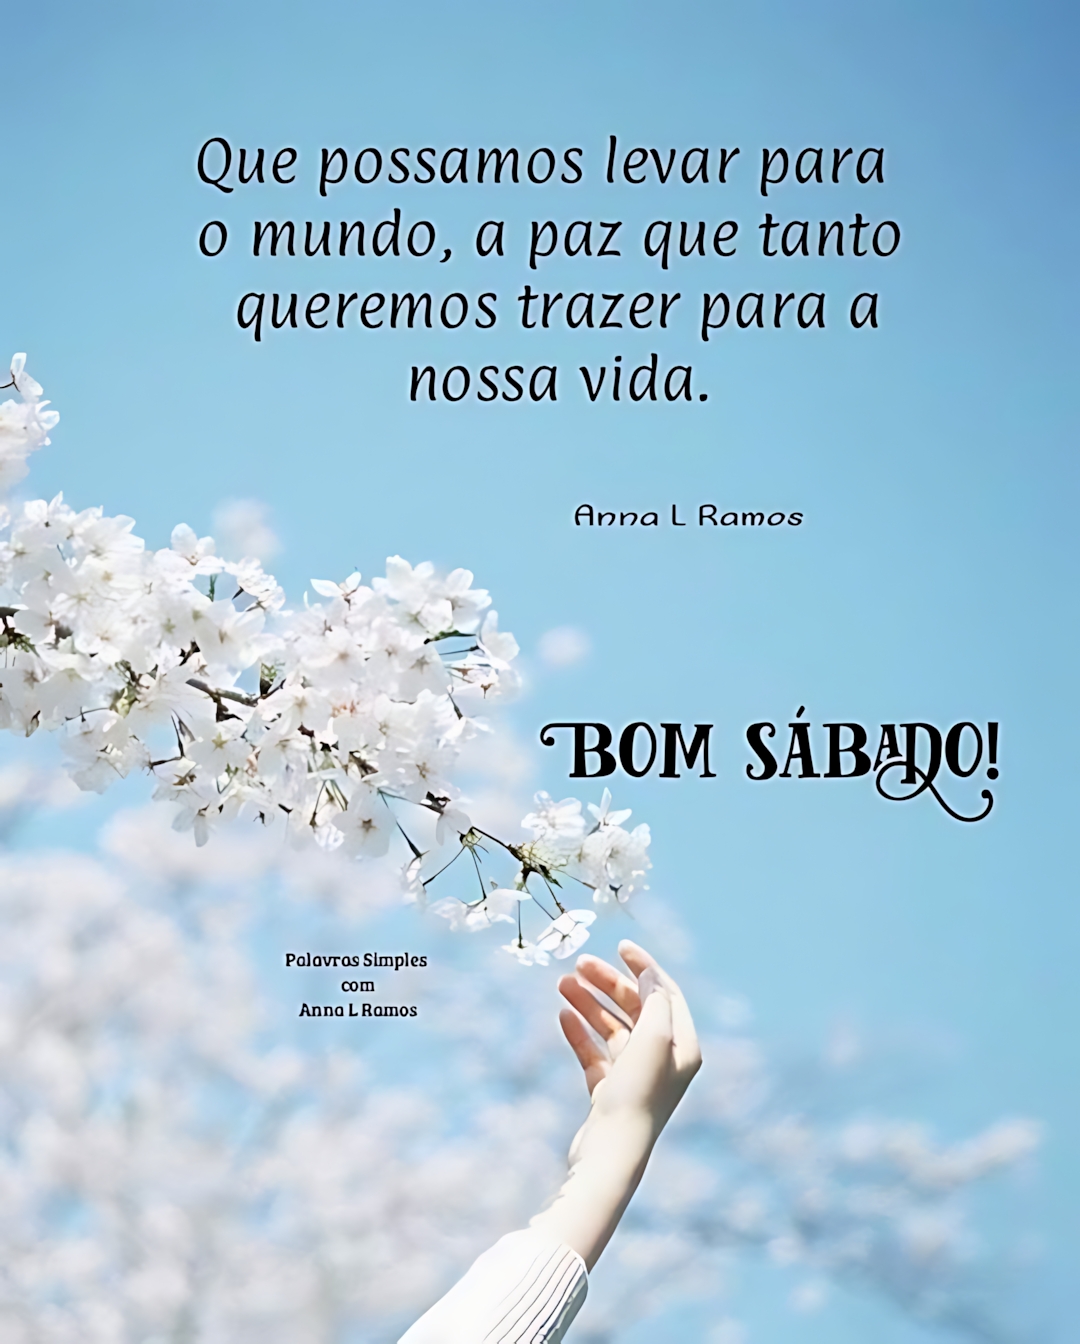 Que possamos levar para
o mundo, a paz que tanto
queremos trazer para a
nossa vida.
Anna L Ramos
BOM SÁBADO!
Palavras Simples
com
Anna L Ramos